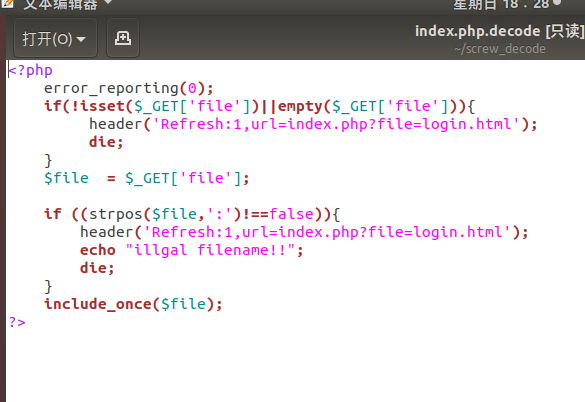 文本编辑器
星期日 18：28
打开(O)
index.php.decode [只读]
~/screw_decode
<?php
    error_reporting(0);
    if(!isset($_GET['file'])||empty($_GET['file'])){
        header('Refresh:1,url=index.php?file=login.html');
        die;
    }
    $file  = $_GET['file'];

    if ((strpos($file,':')!==false)){
       header('Refresh:1,url=index.php?file=login.html');
       echo "illgal filename!!";
       die;
    }
    include_once($file);
?>